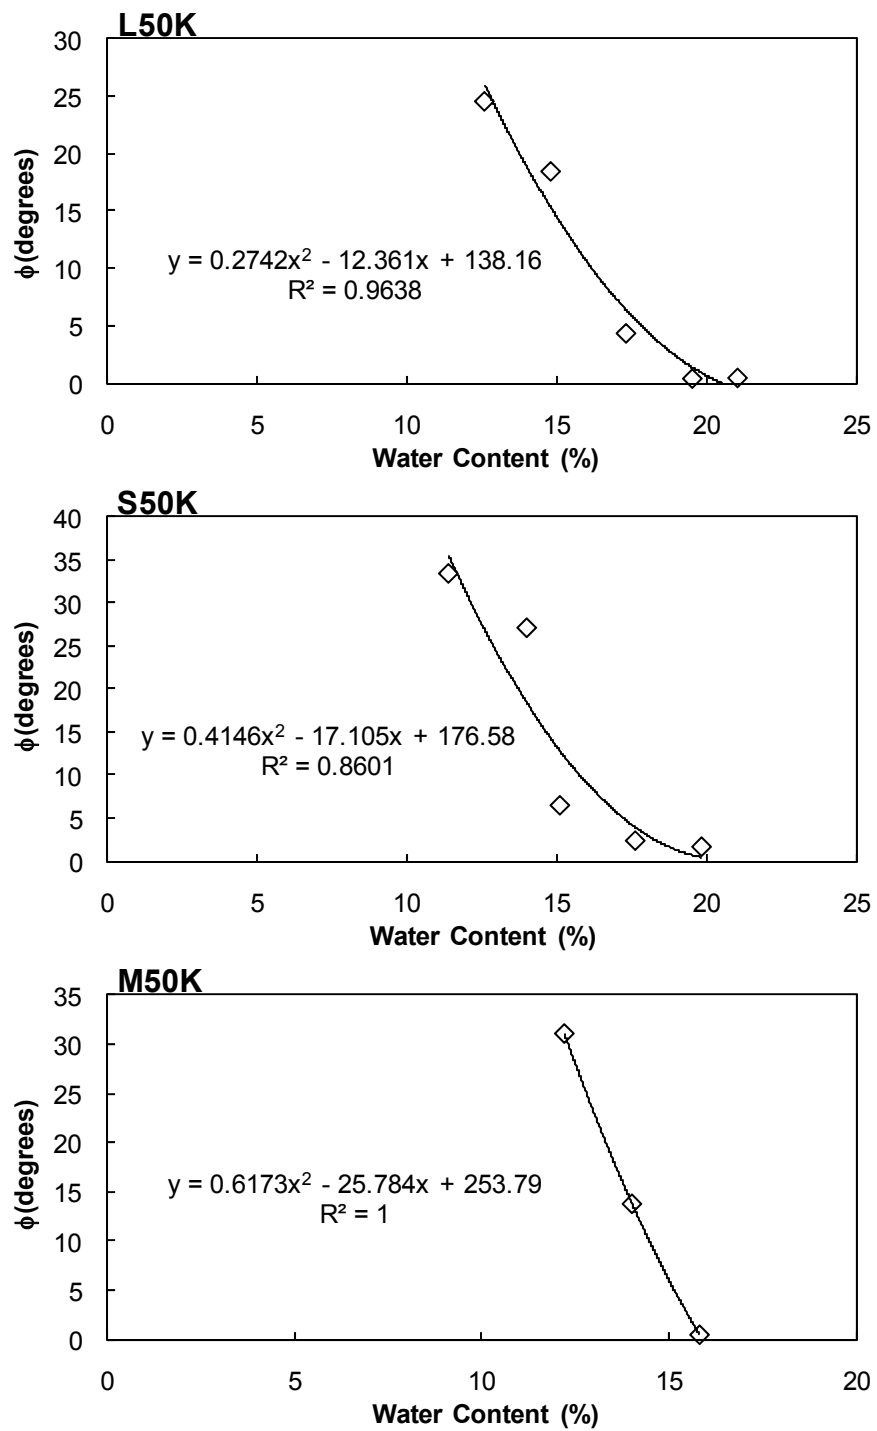 L50K
30
25
20
15
10
5
0
ϕ(degrees)
y = 0.2742x² - 12.361x + 138.16
R² = 0.9638
0 5 10 15 20 25
Water Content (%)
S50K
40
35
30
25
20
15
10
5
0
ϕ(degrees)
y = 0.4146x² - 17.105x + 176.58
R² = 0.8601
0 5 10 15 20 25
Water Content (%)
M50K
35
30
25
20
15
10
5
0
ϕ(degrees)
y = 0.6173x² - 25.784x + 253.79
R² = 1
0 5 10 15 20
Water Content (%)